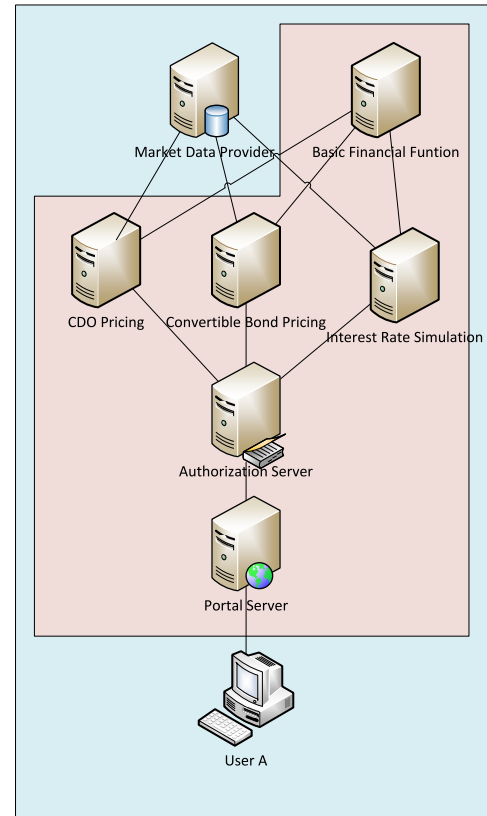 Market Data Provider
Basic Financial Funtion
CDO Pricing
Convertible Bond Pricing
Interest Rate Simulation
Authorization Server
Portal Server
User A